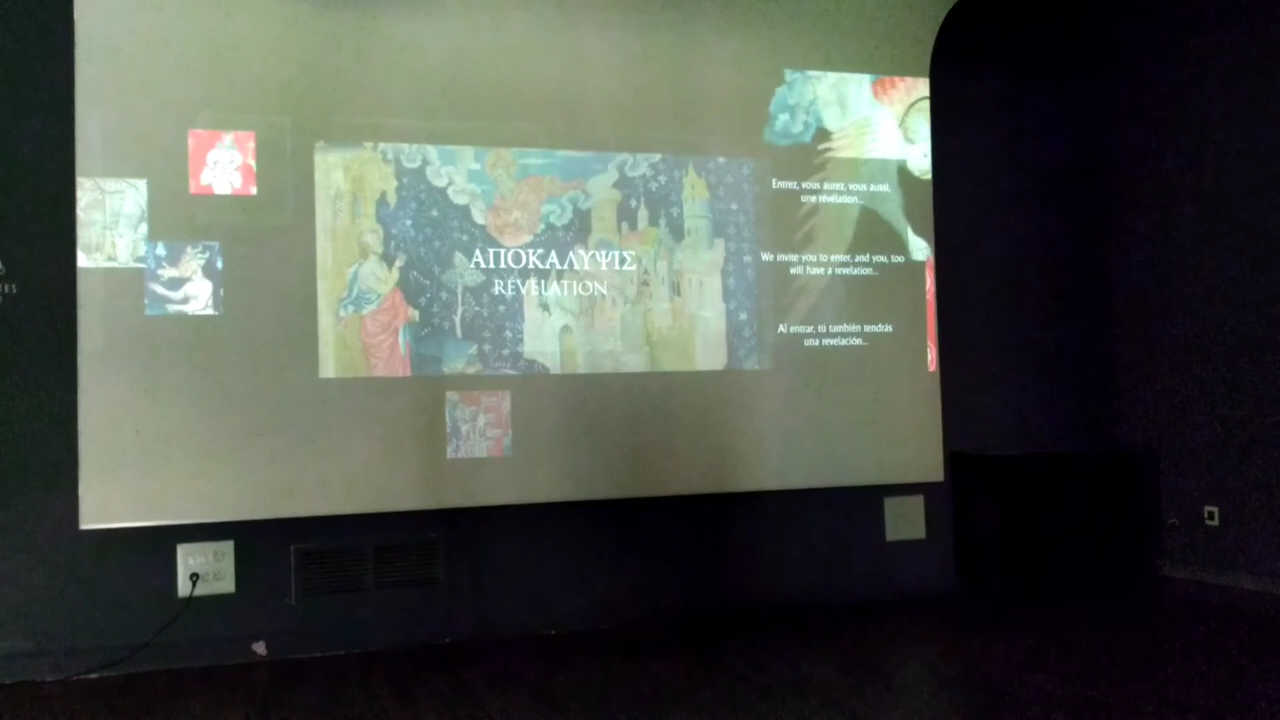 ΑΠΟΚΑΛΥΨΙΣ
REVELATION
Entrez, vous aurez, vous aussi,
une révélation...
We invite you to enter, and you, too
will have a revelation...
Al entrar, tú también tendrás
una revelación...